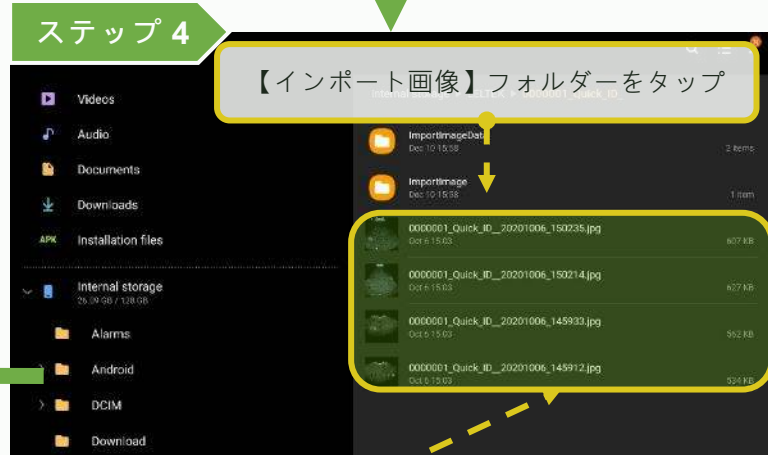 ステップ 4
【インポート画像】フォルダーをタップ
Videos
Audio
Documents
Downloads
APK Installation files
Internal storage
26.09 GB / 128 GB
Alarms
Android
DCIM
Download
ImportImageData
Dec 10 15:58
2 items
ImportImage
Dec 10 15:58
1 item
0000001_Quick_ID__20201006_150235.jpg
Oct 6 15:03
607 KB
0000001_Quick_ID__20201006_150214.jpg
Oct 6 15:03
627 KB
0000001_Quick_ID__20201006_145933.jpg
Oct 6 15:03
562 KB
0000001_Quick_ID__20201006_145912.jpg
Oct 6 15:03
534 KB